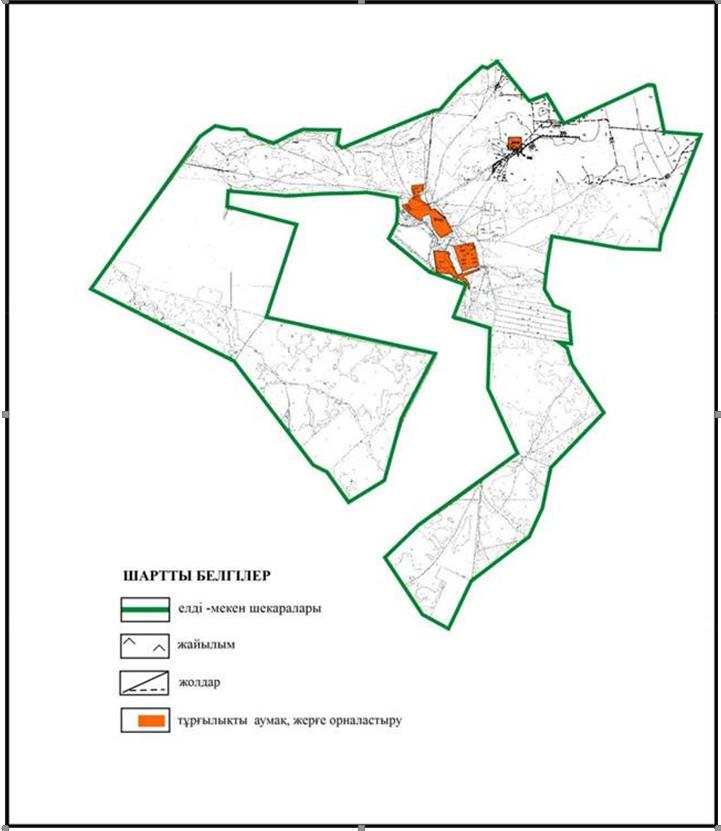 ШАРТТЫ БЕЛГІЛЕР
елді -мекен шекаралары
жайылым
жолдар
тұрғылықты аумақ, жерге орналастыру